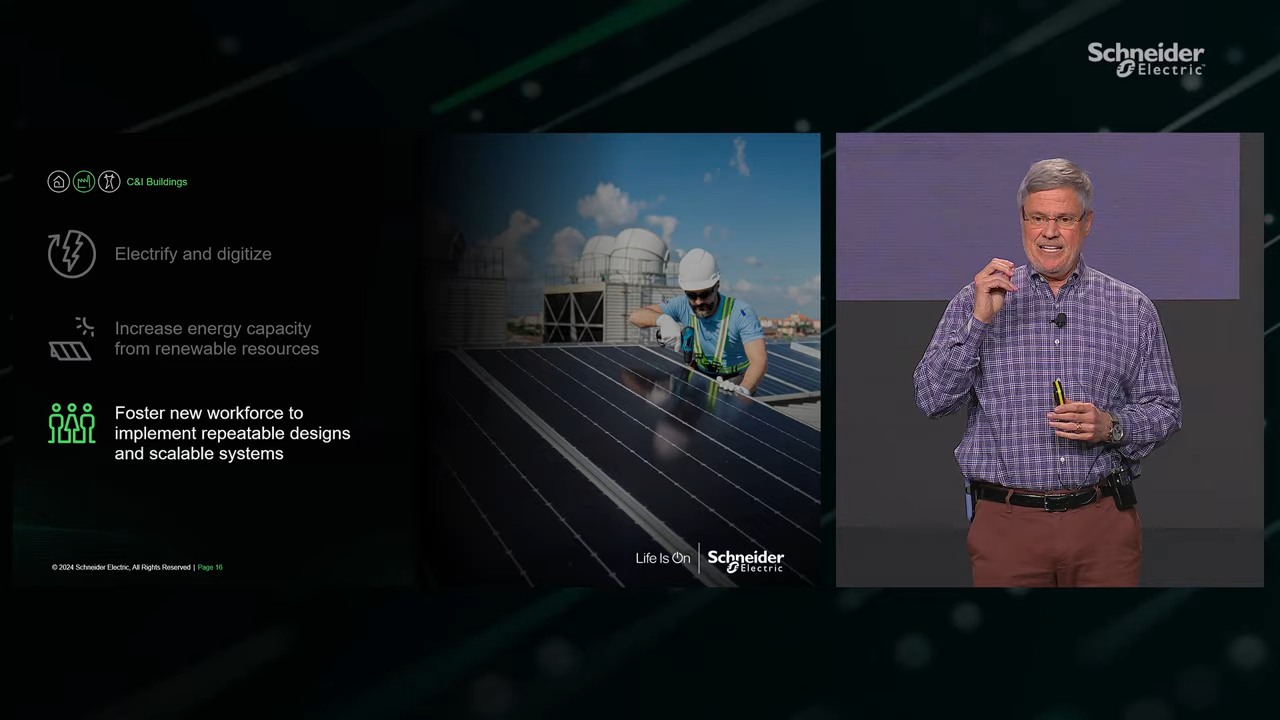 Schneider
Electric
C&I Buildings
Electrify and digitize
Increase energy capacity
from renewable resources
Foster new workforce to
implement repeatable designs
and scalable systems
© 2024 Schneider Electric, All Rights Reserved | Page 16
Life Is On | Schneider
Electric